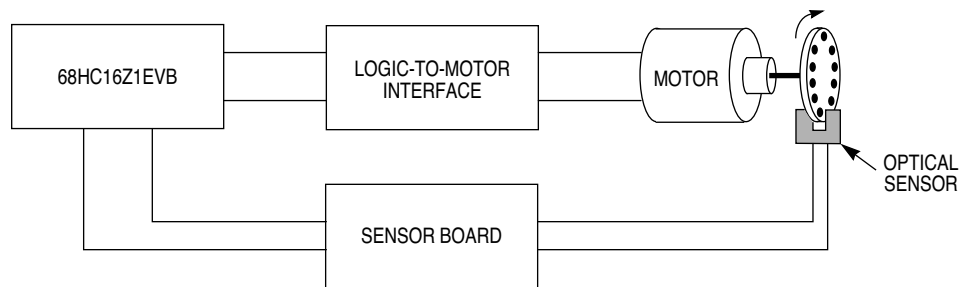 68HC16Z1EVB
LOGIC-TO-MOTOR
INTERFACE
MOTOR
OPTICAL
SENSOR
SENSOR BOARD